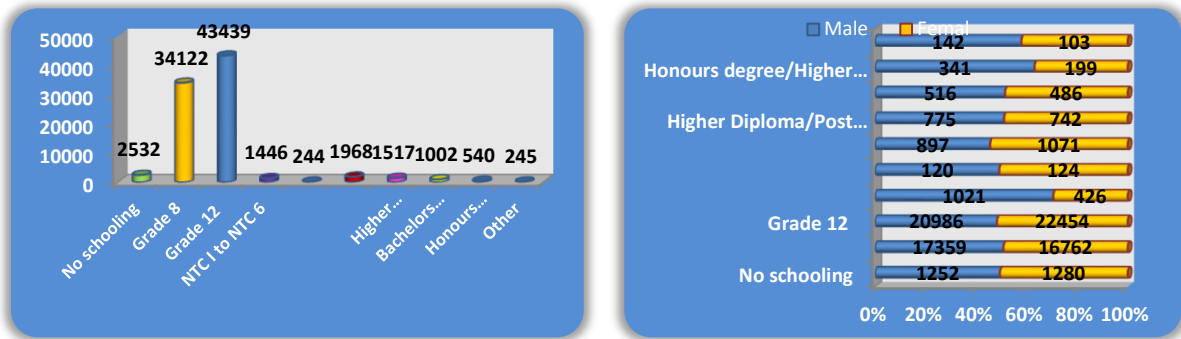 43439
50000
34122
40000
30000
20000
10000
2532
1446
244
1968
1517
1002
540
245
0
No schooling
Grade 8
Grade 12
NTC I to NTC 6
Higher...
Bachelors...
Honours...
Other
Male Femal
142 103
Honours degree/Higher... 341 199
516 486
Higher Diploma/Post... 775 742
897 1071
120 124
1021 426
Grade 12 20986 22454
17359 16762
No schooling 1252 1280
0% 20% 40% 60% 80% 100%